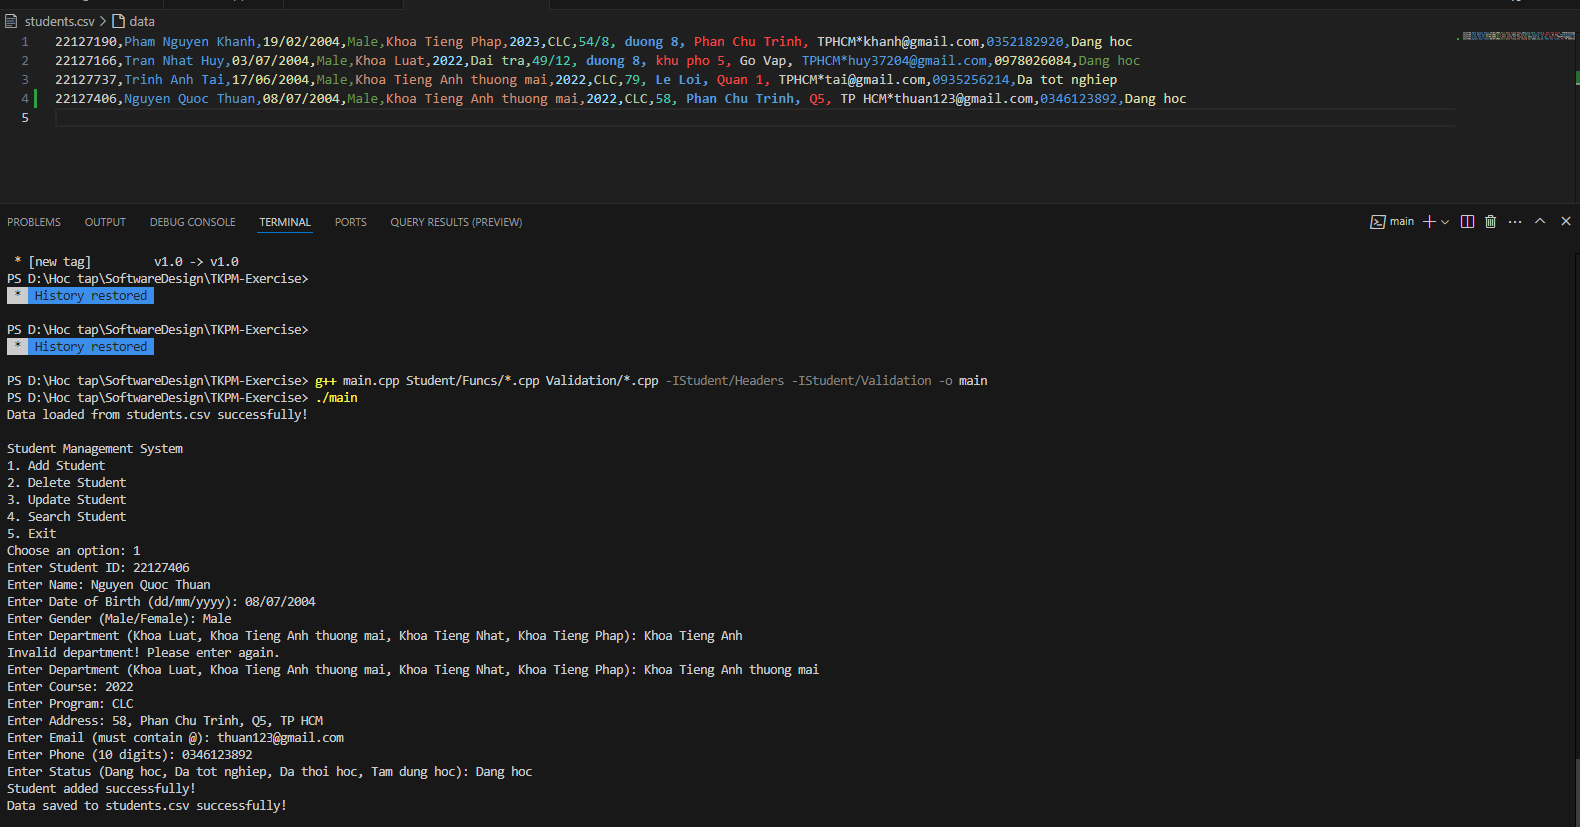 students.csv > data
1 22127190,Pham Nguyen Khanh,19/02/2004,Male,Khoa Tieng Phap,2023,CLC,54/8, duong 8, Phan Chu Trinh, TPHCM*khanh@gmail.com,0352182920,Dang hoc
2 22127166,Tran Nhat Huy,03/07/2004,Male,Khoa Luat,2022,Dai tra,49/12, duong 8, khu pho 5, Go Vap, TPHCM*huy37204@gmail.com,0978026084,Dang hoc
3 22127737,Trinh Anh Tai,17/06/2004,Male,Khoa Tieng Anh thuong mai,2022,CLC,79, Le Loi, Quan 1, TPHCM*tai@gmail.com,0935256214,Da tot nghiep
4 22127406,Nguyen Quoc Thuan,08/07/2004,Male,Khoa Tieng Anh thuong mai,2022,CLC,58, Phan Chu Trinh, Q5, TP HCM*thuan123@gmail.com,0346123892,Dang hoc
5
PROBLEMS OUTPUT DEBUG CONSOLE TERMINAL PORTS QUERY RESULTS (PREVIEW) main
* [new tag] v1.0 -> v1.0
PS D:\Hoc tap\SoftwareDesign\TKPM-Exercise>
* History restored
PS D:\Hoc tap\SoftwareDesign\TKPM-Exercise>
* History restored
PS D:\Hoc tap\SoftwareDesign\TKPM-Exercise> g++ main.cpp Student/Funcs/*.cpp Validation/*.cpp -IStudent/Headers -IStudent/Validation -o main
PS D:\Hoc tap\SoftwareDesign\TKPM-Exercise> ./main
Data loaded from students.csv successfully!
Student Management System
1. Add Student
2. Delete Student
3. Update Student
4. Search Student
5. Exit
Choose an option: 1
Enter Student ID: 22127406
Enter Name: Nguyen Quoc Thuan
Enter Date of Birth (dd/mm/yyyy): 08/07/2004
Enter Gender (Male/Female): Male
Enter Department (Khoa Luat, Khoa Tieng Anh thuong mai, Khoa Tieng Nhat, Khoa Tieng Phap): Khoa Tieng Anh
Invalid department! Please enter again.
Enter Department (Khoa Luat, Khoa Tieng Anh thuong mai, Khoa Tieng Nhat, Khoa Tieng Phap): Khoa Tieng Anh thuong mai
Enter Course: 2022
Enter Program: CLC
Enter Address: 58, Phan Chu Trinh, Q5, TP HCM
Enter Email (must contain @): thuan123@gmail.com
Enter Phone (10 digits): 0346123892
Enter Status (Dang hoc, Da tot nghiep, Da thoi hoc, Tam dung hoc): Dang hoc
Student added successfully!
Data saved to students.csv successfully!